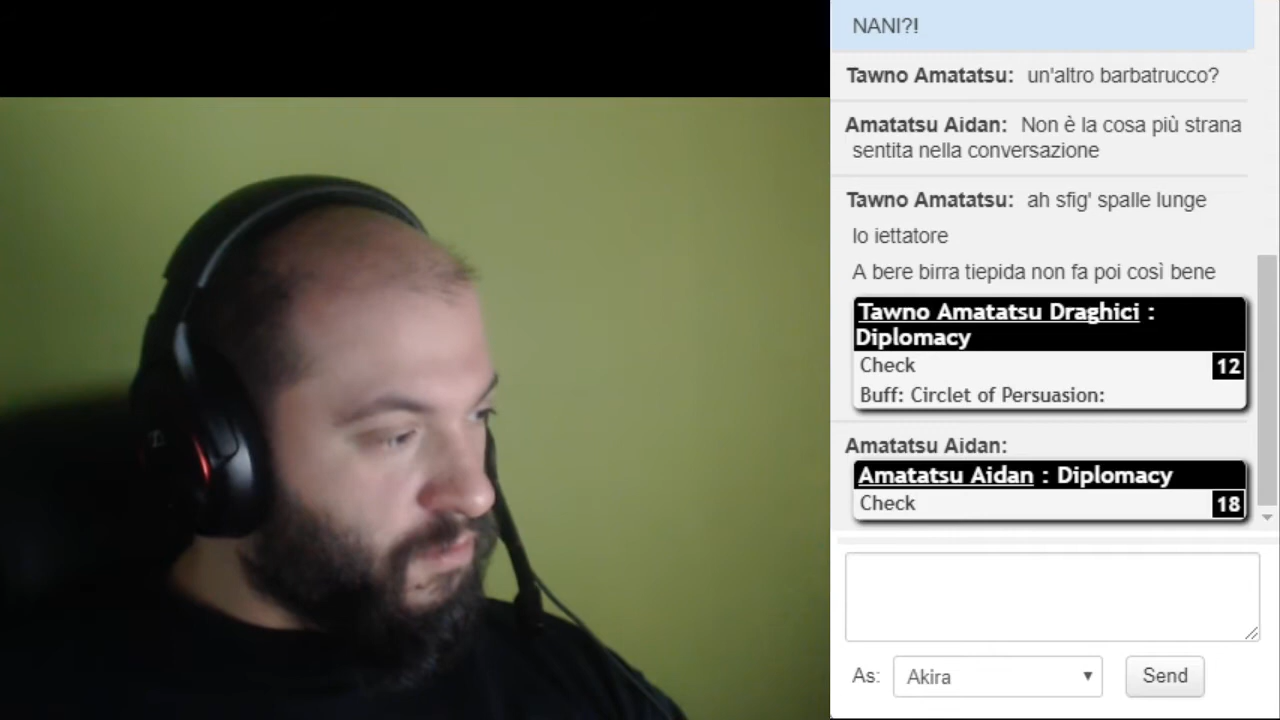 NANI?!
Tawno Amatatsu: un'altro barbatrucco?
Amatatsu Aidan: Non è la cosa più strana
sentita nella conversazione
Tawno Amatatsu: ah sfig' spalle lunge
lo iettatore
A bere birra tiepida non fa poi così bene
Tawno Amatatsu Draghici :
Diplomacy
Check 12
Buff: Circlet of Persuasion:
Amatatsu Aidan:
Amatatsu Aidan : Diplomacy
Check 18
As: Akira Send